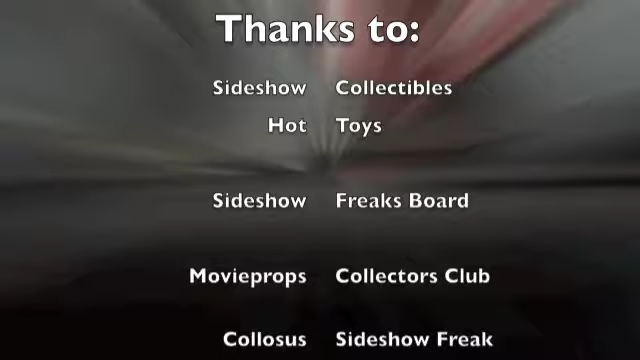 Thanks to:
Sideshow Collectibles
Hot Toys
Sideshow Freaks Board
Movieprops Collectors Club
Collosus Sideshow Freak